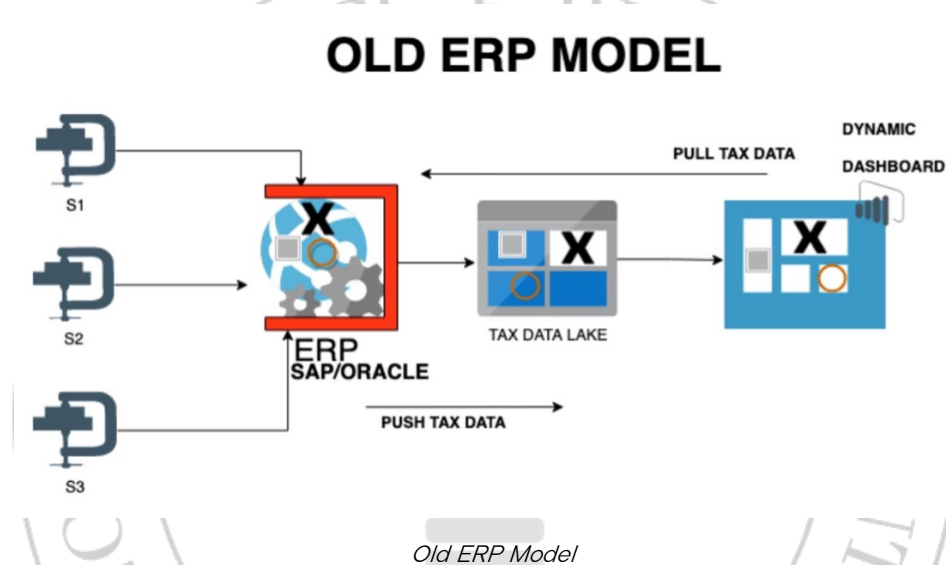 OLD ERP MODEL
DYNAMIC
DASHBOARD
PULL TAX DATA
S1
X
X
X
S2
TAX DATA LAKE
ERP
SAP/ORACLE
PUSH TAX DATA
S3
Old ERP Model